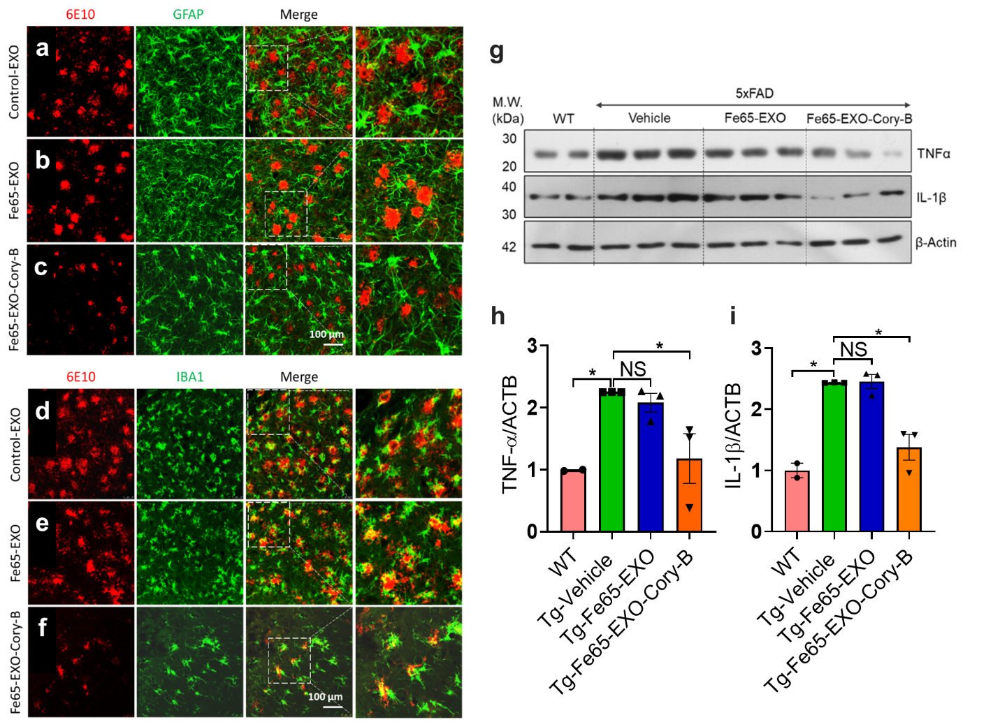 6E10 GFAP Merge
a
Control-EXO
b
Fe65-EXO
c
Fe65-EXO-Cory-B
100 µm
6E10 IBA1 Merge
d
Control-EXO
e
Fe65-EXO
f
Fe65-EXO-Cory-B
100 µm
g
5xFAD
M.W.
(kDa)
WT Vehicle Fe65-EXO Fe65-EXO-Cory-B
30
20
TNFα
40
30
IL-1β
42
β-Actin
h
TNF-α/ACTB
3
2
1
0
* NS *
WT
Tg-Vehicle
Tg-Fe65-EXO
Tg-Fe65-EXO-Cory-B
i
IL-1β/ACTB
3
2
1
0
* NS *
WT
Tg-Vehicle
Tg-Fe65-EXO
Tg-Fe65-EXO-Cory-B